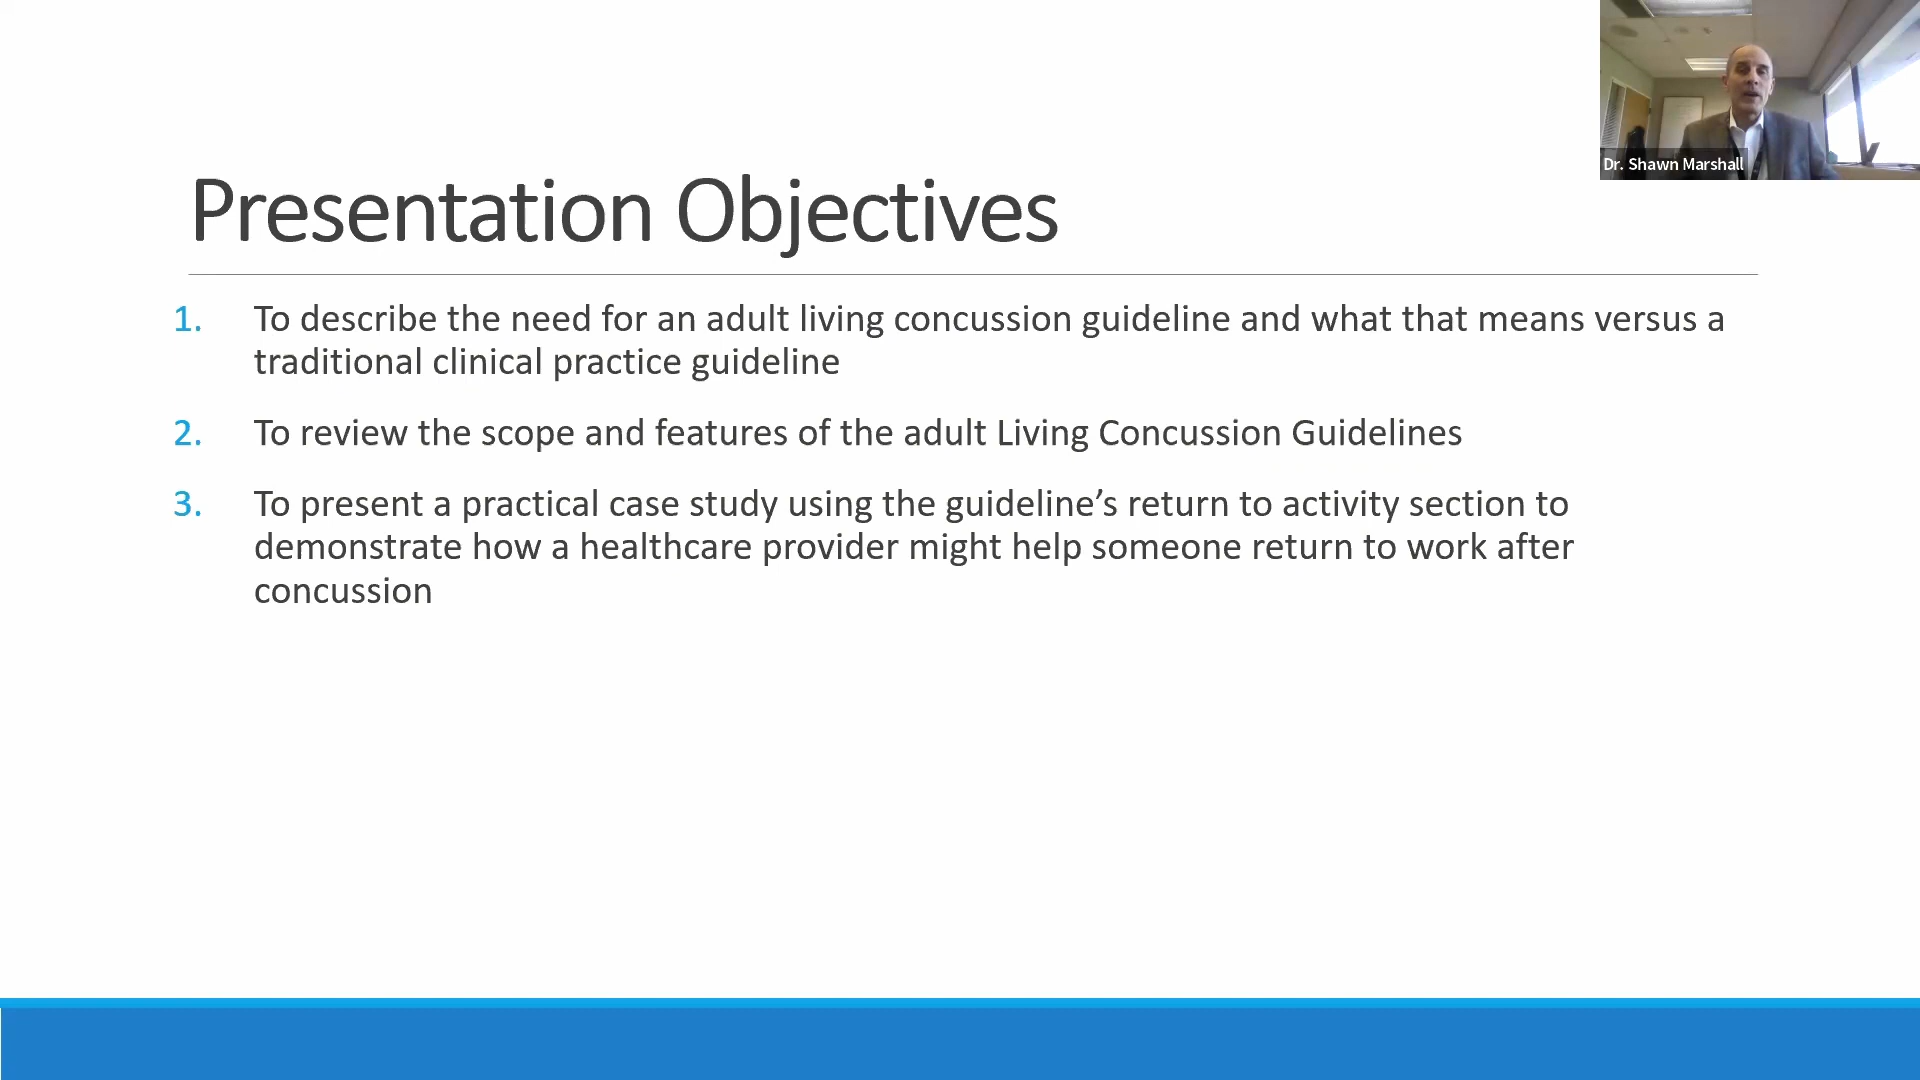 Dr. Shawn Marshall
Presentation Objectives
1. To describe the need for an adult living concussion guideline and what that means versus a
traditional clinical practice guideline
2. To review the scope and features of the adult Living Concussion Guidelines
3. To present a practical case study using the guideline’s return to activity section to
demonstrate how a healthcare provider might help someone return to work after
concussion